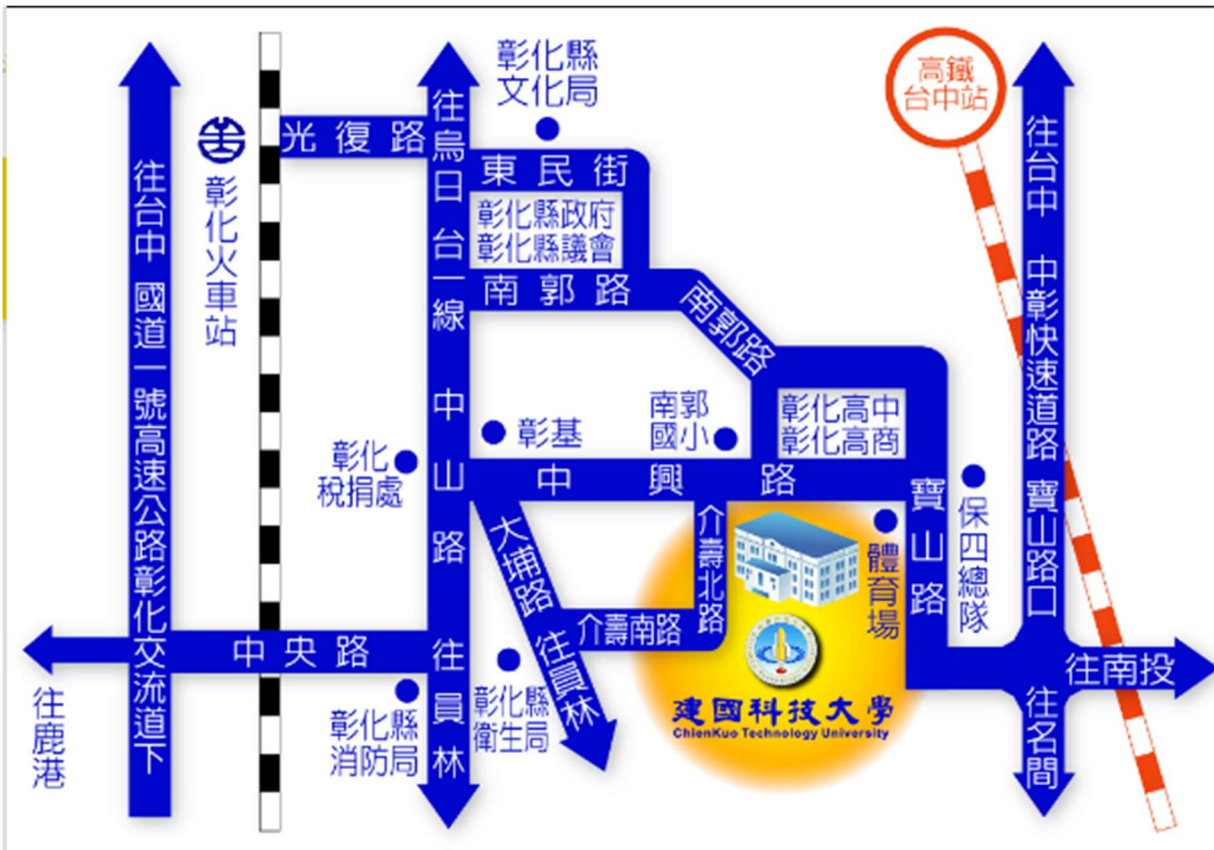 彰化縣
文化局
高鐵
台中站
往台中 國道一號高速公路彰化交流道下
彰化火車站
光復路
往烏日 台一線 中山路 往員林
東民街
彰化縣政府
彰化縣議會
南郭路
南郭路
往台中 中彰快速道路 寶山路口 往名間
彰化
稅捐處
彰基
南郭
國小
彰化高中
彰化高商
中興路
大埔路 往員林
介壽北路
介壽南路
體育場
寶山路
保四總隊
中央路
往鹿港
彰化縣
消防局
彰化縣
衛生局
建國科技大學
ChienKuo Technology University
往南投